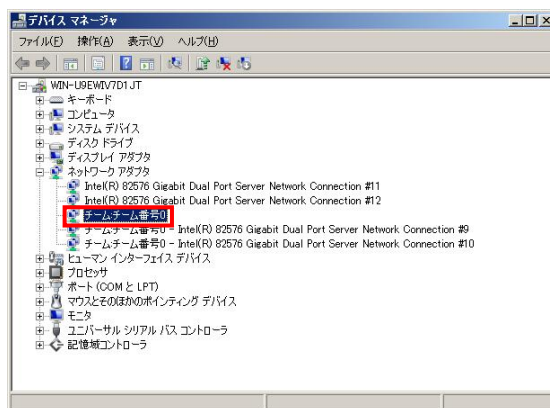 デバイス マネージャ
ファイル(F) 操作(A) 表示(V) ヘルプ(H)
WIN-U9EWIV7D1JT
キーボード
コンピュータ
システム デバイス
ディスク ドライブ
ディスプレイ アダプタ
ネットワーク アダプタ
Intel(R) 82576 Gigabit Dual Port Server Network Connection #11
Intel(R) 82576 Gigabit Dual Port Server Network Connection #12
チーム:チーム番号0
チーム:チーム番号0 - Intel(R) 82576 Gigabit Dual Port Server Network Connection #9
チーム:チーム番号0 - Intel(R) 82576 Gigabit Dual Port Server Network Connection #10
ヒューマン インターフェイス デバイス
プロセッサ
ポート (COM と LPT)
マウスとそのほかのポインティング デバイス
モニタ
ユニバーサル シリアル バス コントローラ
記憶域コントローラ